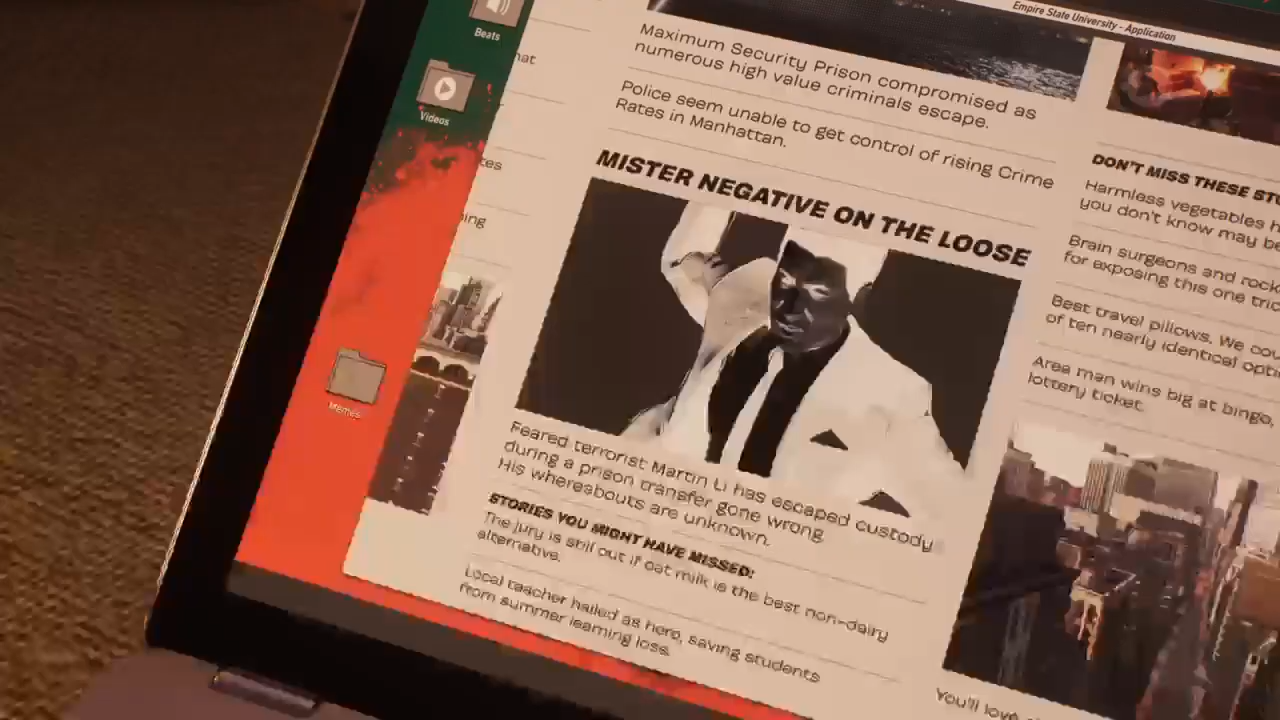 Empire State University - Application
Beats
Videos
Memes
hat
tes
ing
Maximum Security Prison compromised as
numerous high value criminals escape.
Police seem unable to get control of rising Crime
Rates in Manhattan.
MISTER NEGATIVE ON THE LOOSE
Feared terrorist Martin Li has escaped custody
during a prison transfer gone wrong.
His whereabouts are unknown.
STORIES YOU MIGHT HAVE MISSED:
The jury is still out if oat milk is the best non-dairy
alternative.
Local teacher hailed as hero, saving students
from summer learning loss.
DON'T MISS THESE
Harmless vegetables
you don't know may be
Brain surgeons and
for exposing this one
Best travel pillows. We
of ten nearly identical
Area man wins big at bingo,
lottery ticket.
You'll love